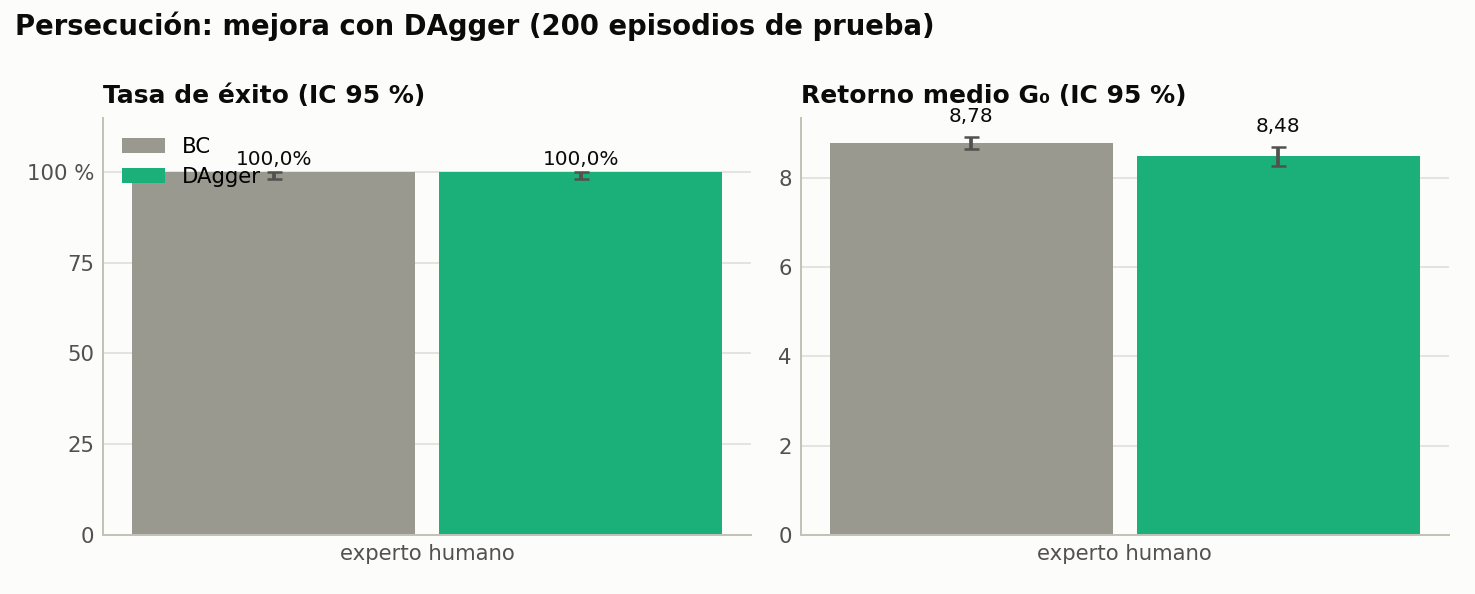 Persecución: mejora con DAgger (200 episodios de prueba)
Tasa de éxito (IC 95 %)
BC
DAgger
100,0%
100,0%
100 %
75
50
25
0
experto humano
Retorno medio G₀ (IC 95 %)
8,78
8,48
8
6
4
2
0
experto humano